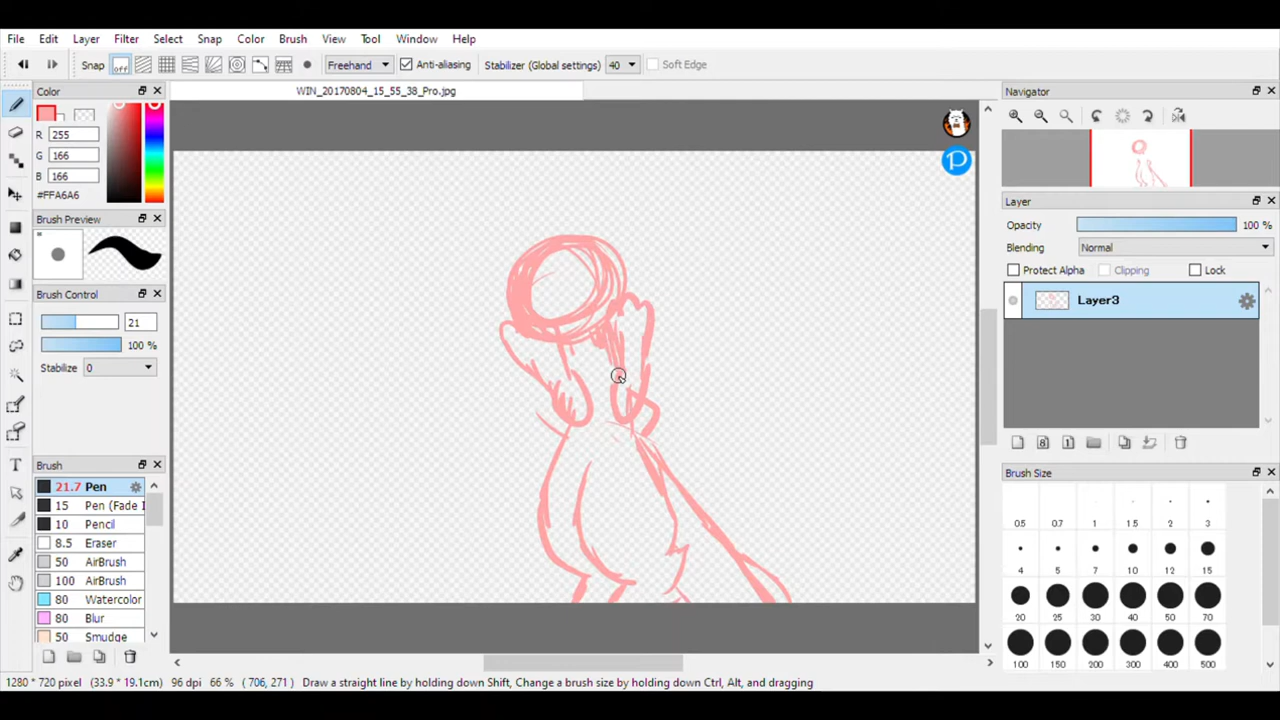 File Edit Layer Filter Select Snap Color Brush View Tool Window Help
Snap off Freehand Anti-aliasing Stabilizer (Global settings) 40 Soft Edge
Color
WIN_20170804_15_55_38_Pro.jpg
Navigator
R 255
G 166
B 166
#FFA6A6
Brush Preview
Brush Control
21
100 %
Stabilize 0
Brush
21.7 Pen
15 Pen (Fade I
10 Pencil
8.5 Eraser
50 AirBrush
100 AirBrush
80 Watercolor
80 Blur
50 Smudge
T
P
Layer
Opacity 100 %
Blending Normal
Protect Alpha Clipping Lock
Layer3
8 1
Brush Size
0.5 0.7 1 1.5 2 3
4 5 7 10 12 15
20 25 30 40 50 70
100 150 200 300 400 500
1280 * 720 pixel (33.9 * 19.1cm) 96 dpi 66 % ( 706, 271 ) Draw a straight line by holding down Shift, Change a brush size by holding down Ctrl, Alt, and dragging